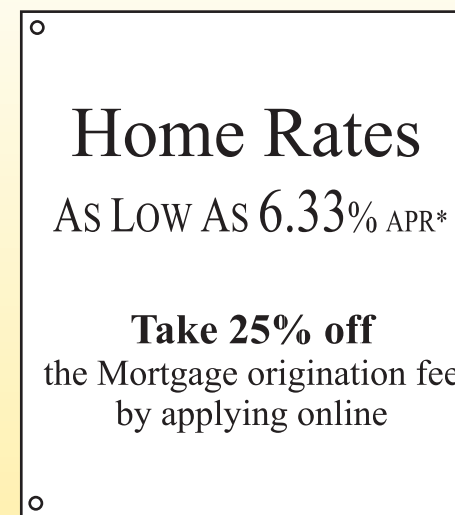 Home Rates
As Low As 6.33% APR*
Take 25% off
the Mortgage origination fee
by applying online